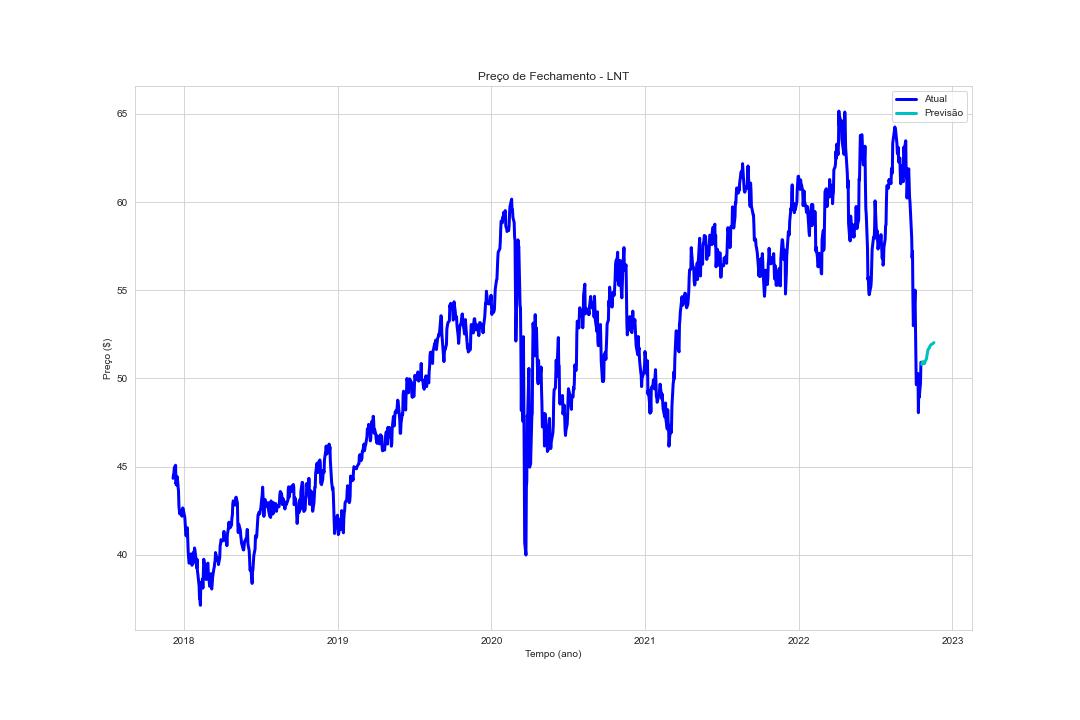 Preço de Fechamento - LNT
Atual
Previsão
65
60
55
50
45
40
Preço ($)
2018
2019
2020
2021
2022
2023
Tempo (ano)